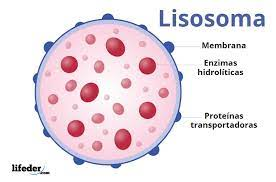 Lisosoma
Membrana
Enzimas
hidrolíticas
Proteínas
transportadoras
lifeder
.com